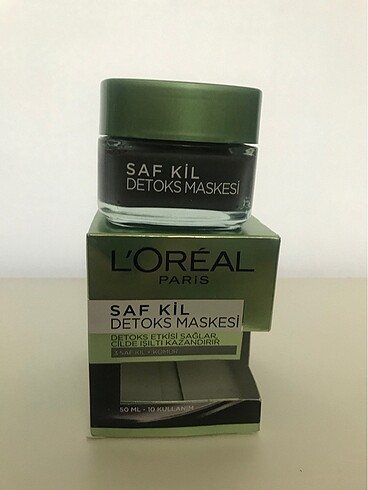 SAF KİL
DETOKS MASKESİ
L'ORÉAL
PARIS
SAF KİL
DETOKS MASKESİ
DETOKS ETKİSİ SAĞLAR,
CİLDE IŞILTI KAZANDIRIR
3 SAF KİL + KÖMÜR
50 ML - 10 KULLANIM